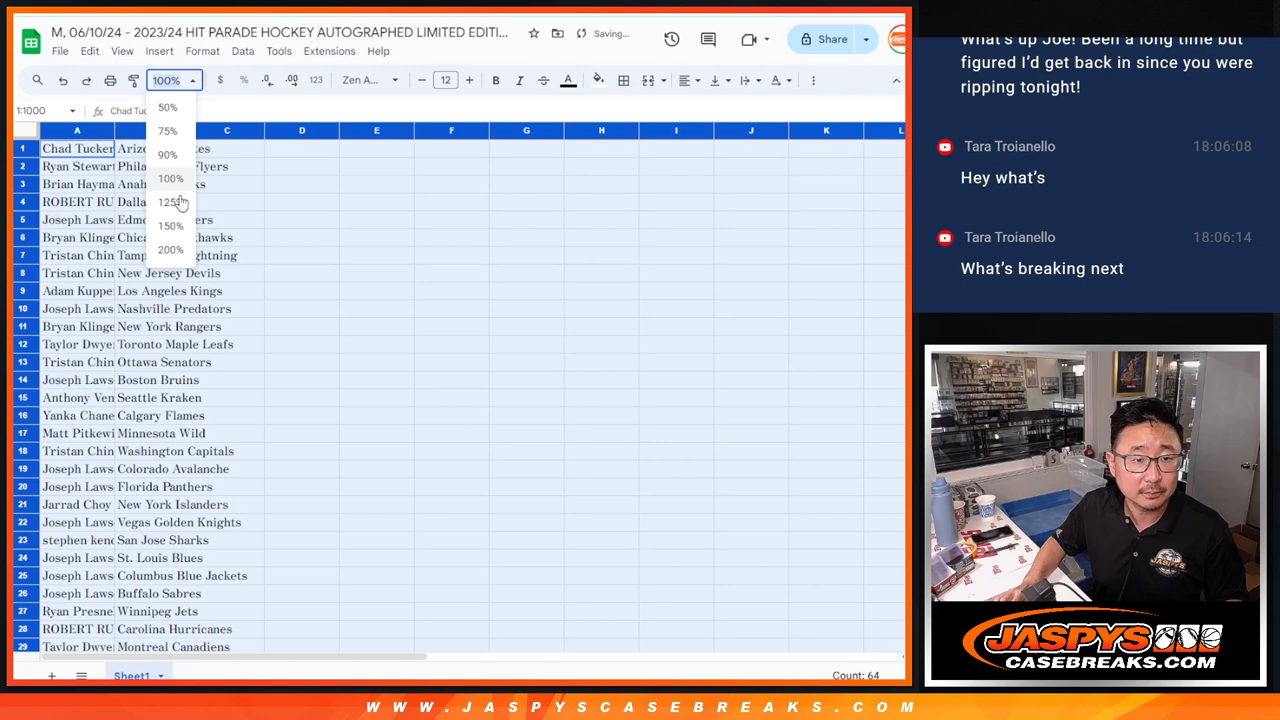 M, 06/10/24 - 2023/24 HIT PARADE HOCKEY AUTOGRAPHED LIMITED EDITI...
Saving...
Share
File Edit View Insert Format Data Tools Extensions Help
100% $ % .0 .00 123 Zen A... − 12 + B I S A
1:1000 fx Chad Tuc
50%
75%
90%
100%
125%
150%
200%
A C D E F G H I J K L
1 Chad Tucker Arizo es
2 Ryan Stewart Phila Flyers
3 Brian Hayma Anah ks
4 ROBERT RU Dalla
5 Joseph Laws Edmo ers
6 Bryan Klinge Chica khawks
7 Tristan Chin Tamp ghtning
8 Tristan Chin New Jersey Devils
9 Adam Kuppe Los Angeles Kings
10 Joseph Laws Nashville Predators
11 Bryan Klinge New York Rangers
12 Taylor Dwye Toronto Maple Leafs
13 Tristan Chin Ottawa Senators
14 Joseph Laws Boston Bruins
15 Anthony Ven Seattle Kraken
16 Yanka Chane Calgary Flames
17 Matt Pitkewi Minnesota Wild
18 Tristan Chin Washington Capitals
19 Joseph Laws Colorado Avalanche
20 Joseph Laws Florida Panthers
21 Jarrad Choy New York Islanders
22 Joseph Laws Vegas Golden Knights
23 stephen kend San Jose Sharks
24 Joseph Laws St. Louis Blues
25 Joseph Laws Columbus Blue Jackets
26 Joseph Laws Buffalo Sabres
27 Ryan Presne Winnipeg Jets
28 ROBERT RU Carolina Hurricanes
29 Taylor Dwye Montreal Canadiens
+ Sheet1 Count: 64
What's up Joe! Been a long time but
figured I'd get back in since you were
ripping tonight!
Tara Troianello 18:06:08
Hey what's
Tara Troianello 18:06:14
What's breaking next
JASPYS
JASPYS
CASEBREAKS.COM
WWW.JASPYSCASEBREAKS.COM